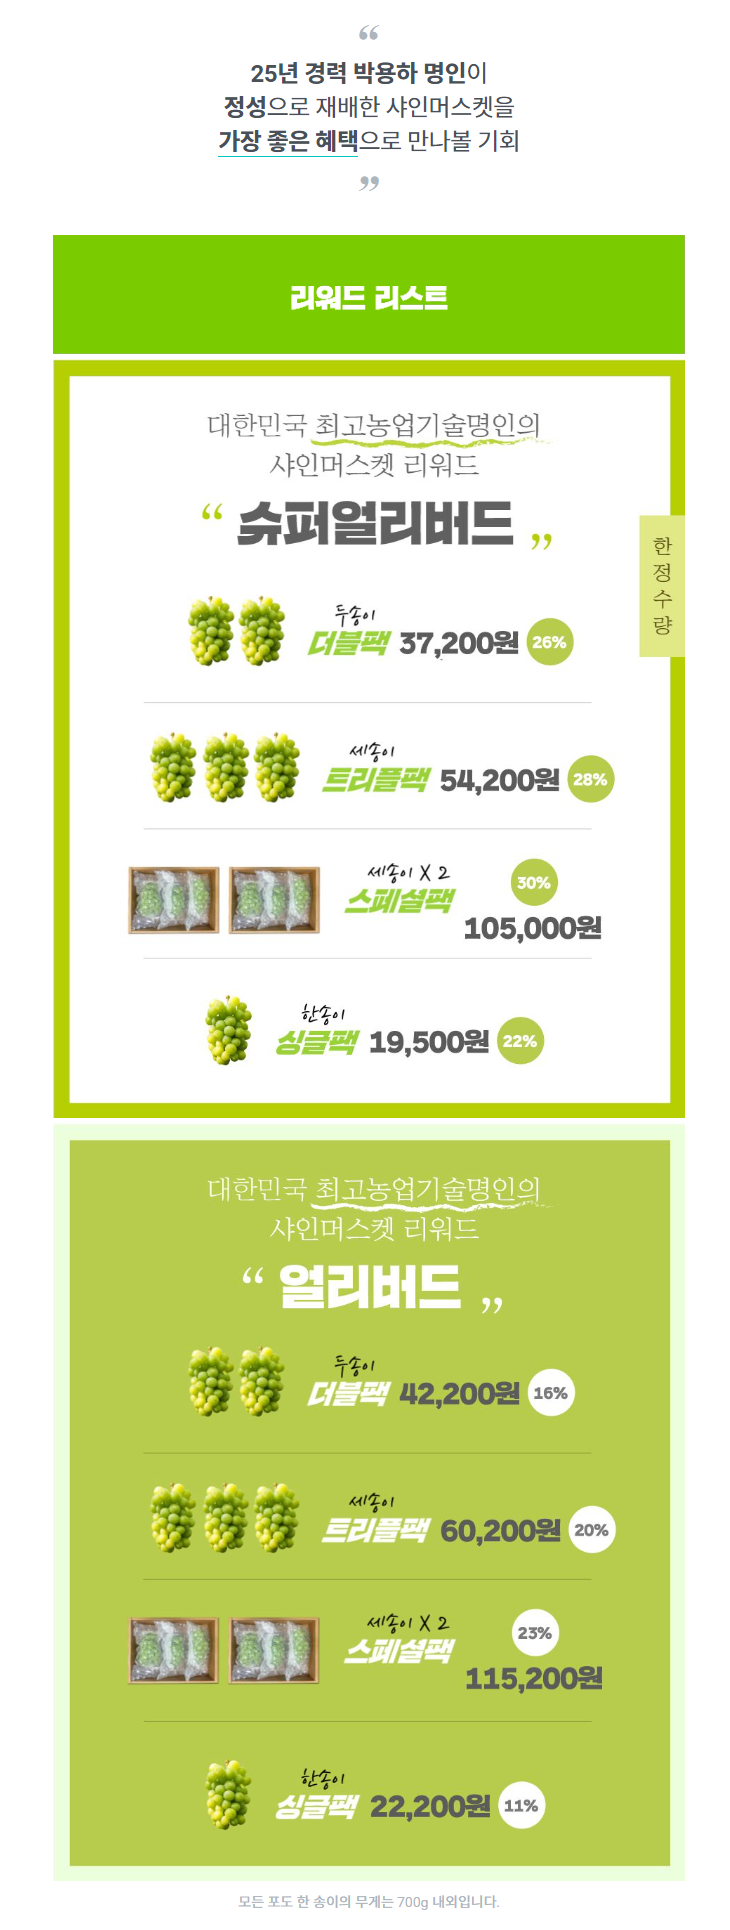 “
25년 경력 박용하 명인이
정성으로 재배한 샤인머스켓을
가장 좋은 혜택으로 만나볼 기회
”
리워드 리스트
대한민국 최고농업기술명인의
샤인머스켓 리워드
“ 슈퍼얼리버드 ”
한정수량
두송이
더블팩 37,200원 26%
세송이
트리플팩 54,200원 28%
세송이 X 2
스페셜팩
30%
105,000원
한송이
싱글팩 19,500원 22%
대한민국 최고농업기술명인의
샤인머스켓 리워드
“ 얼리버드 ”
두송이
더블팩 42,200원 16%
세송이
트리플팩 60,200원 20%
세송이 X 2
스페셜팩
23%
115,200원
한송이
싱글팩 22,200원 11%
모든 포도 한 송이의 무게는 700g 내외입니다.